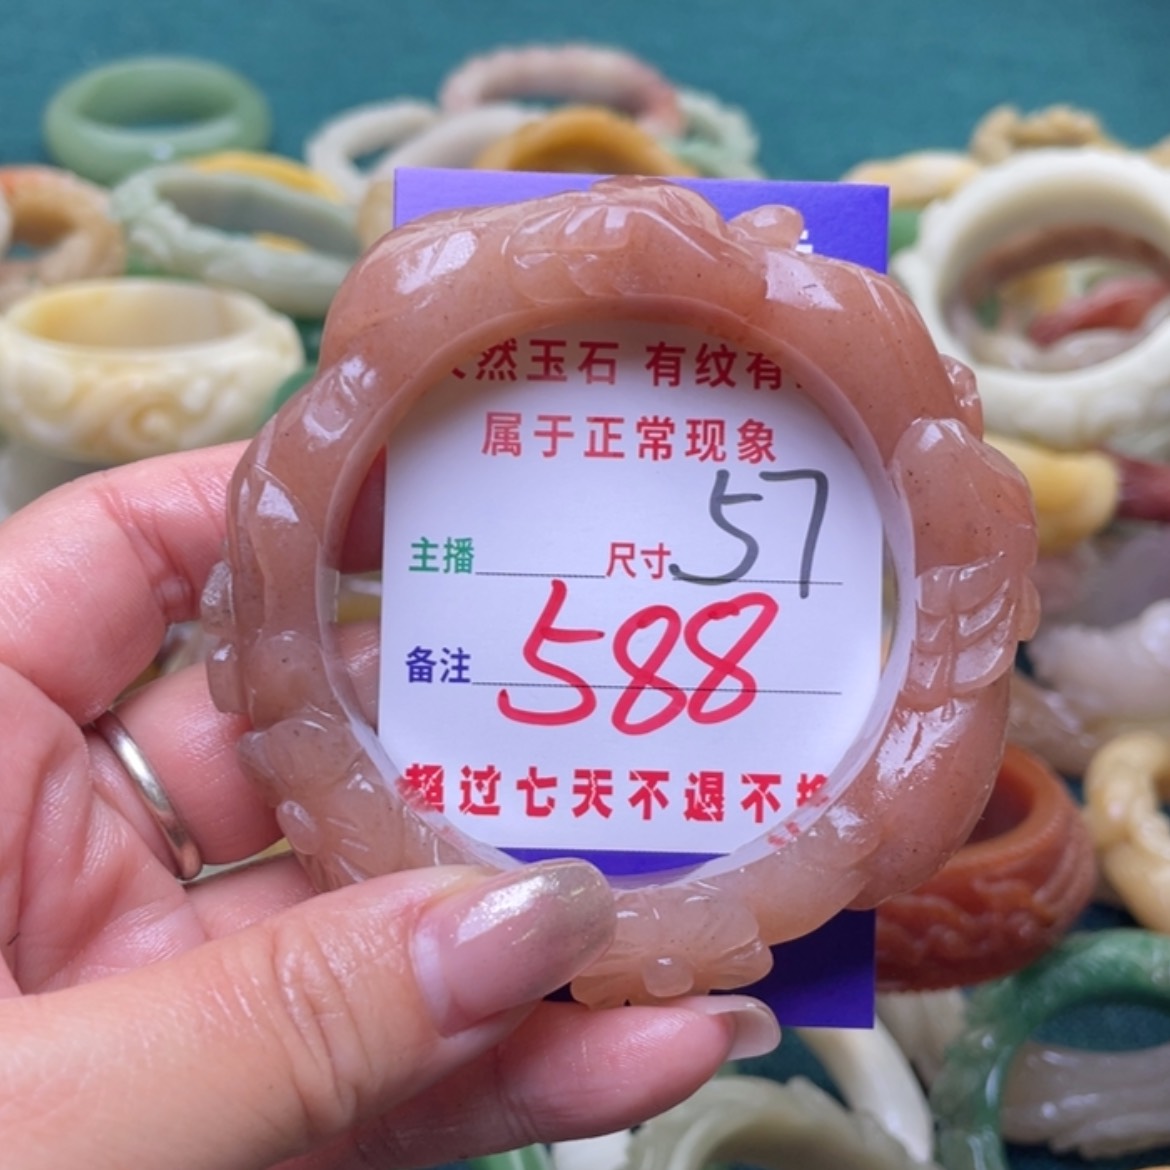 然玉石 有纹有
属于正常现象
主播 尺寸 57
备注 588
超过七天不退不换